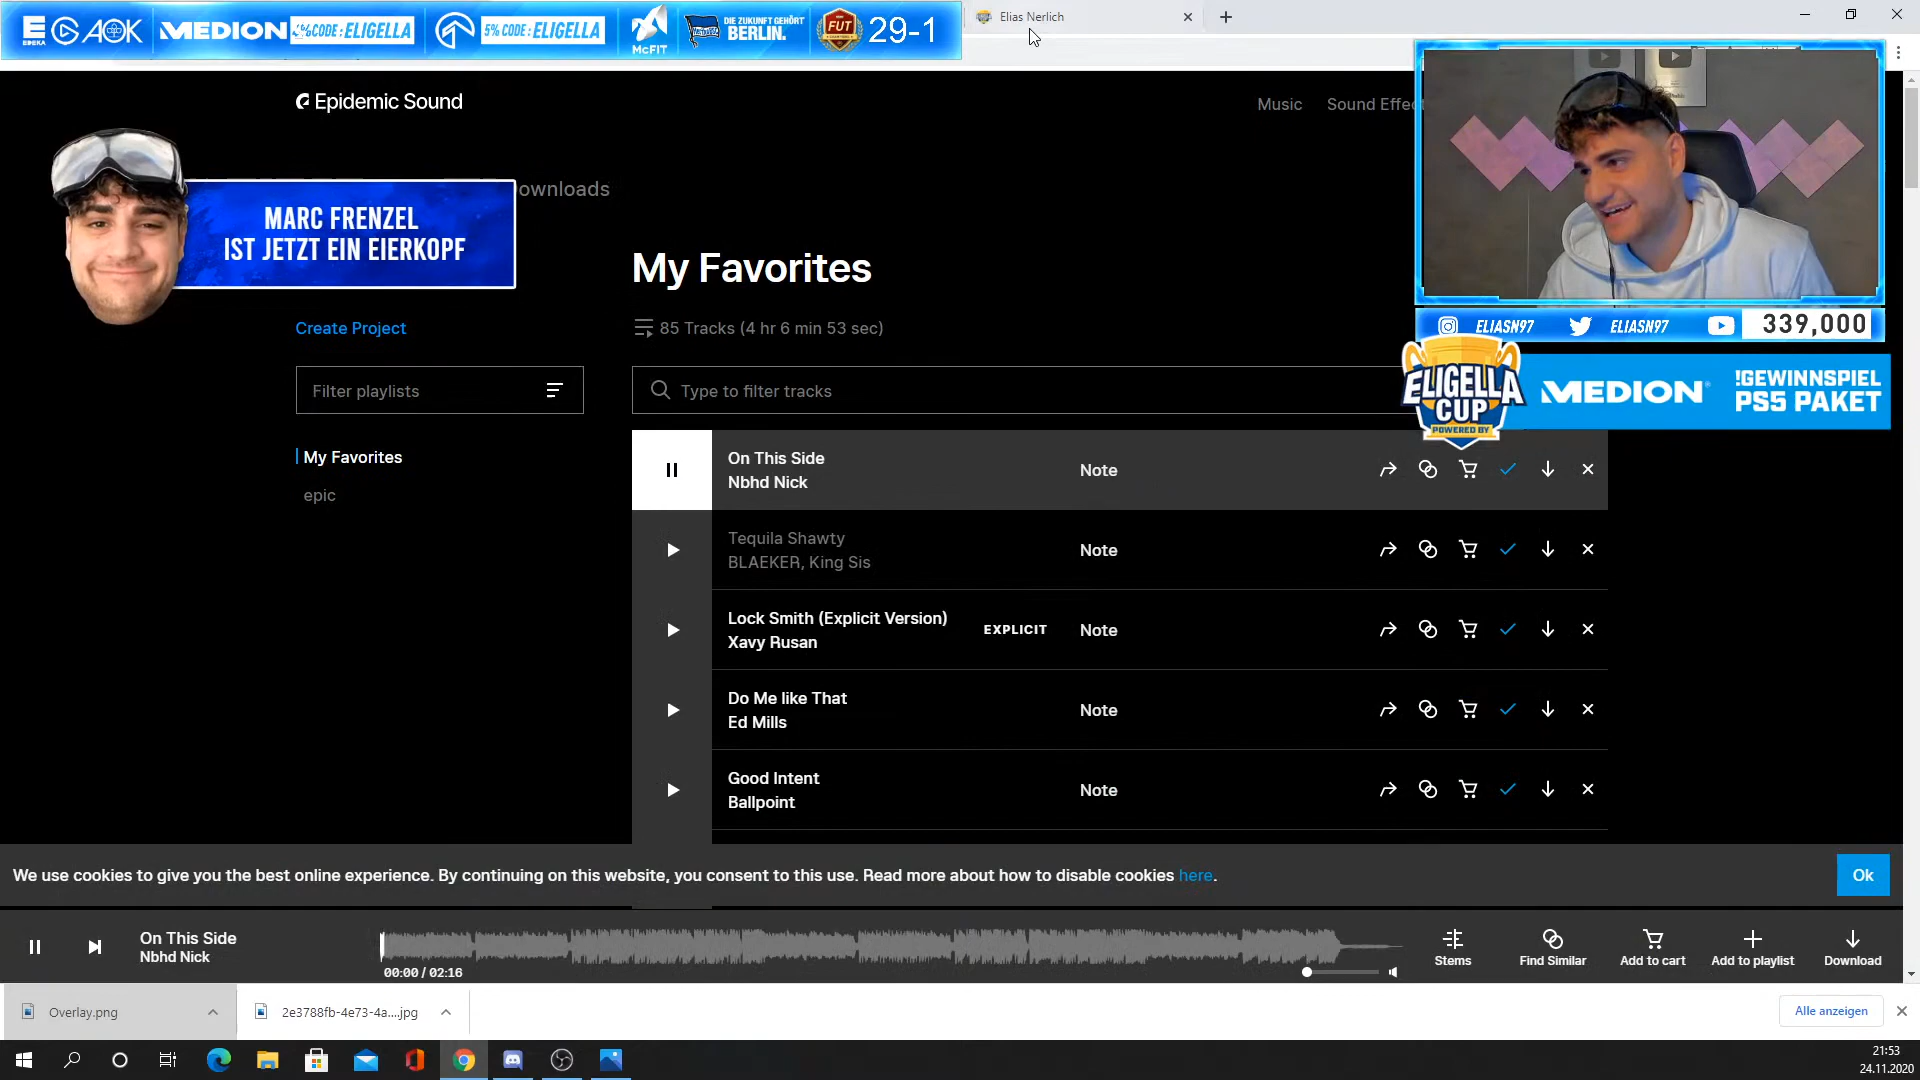 EDEKA
AOK
MEDION
CODE: ELIGELLA
5% CODE: ELIGELLA
McFIT
DIE ZUKUNFT GEHÖRT
BERLIN.
FUT
29-1
Elias Nerlich
Epidemic Sound
Music
Sound Effect
ownloads
MARC FRENZEL
IST JETZT EIN EIERKOPF
My Favorites
Create Project
85 Tracks (4 hr 6 min 53 sec)
ELIASN97
ELIASN97
339,000
Filter playlists
Type to filter tracks
ELIGELLA
CUP
POWERED BY
MEDION
!GEWINNSPIEL
PS5 PAKET
My Favorites
epic
On This Side
Nbhd Nick
Note
Tequila Shawty
BLAEKER, King Sis
Note
Lock Smith (Explicit Version)
Xavy Rusan
EXPLICIT
Note
Do Me like That
Ed Mills
Note
Good Intent
Ballpoint
Note
We use cookies to give you the best online experience. By continuing on this website, you consent to this use. Read more about how to disable cookies here.
Ok
On This Side
Nbhd Nick
00:00 / 02:16
Stems
Find Similar
Add to cart
Add to playlist
Download
Overlay.png
2e3788fb-4e73-4a....jpg
Alle anzeigen
21:53
24.11.2020